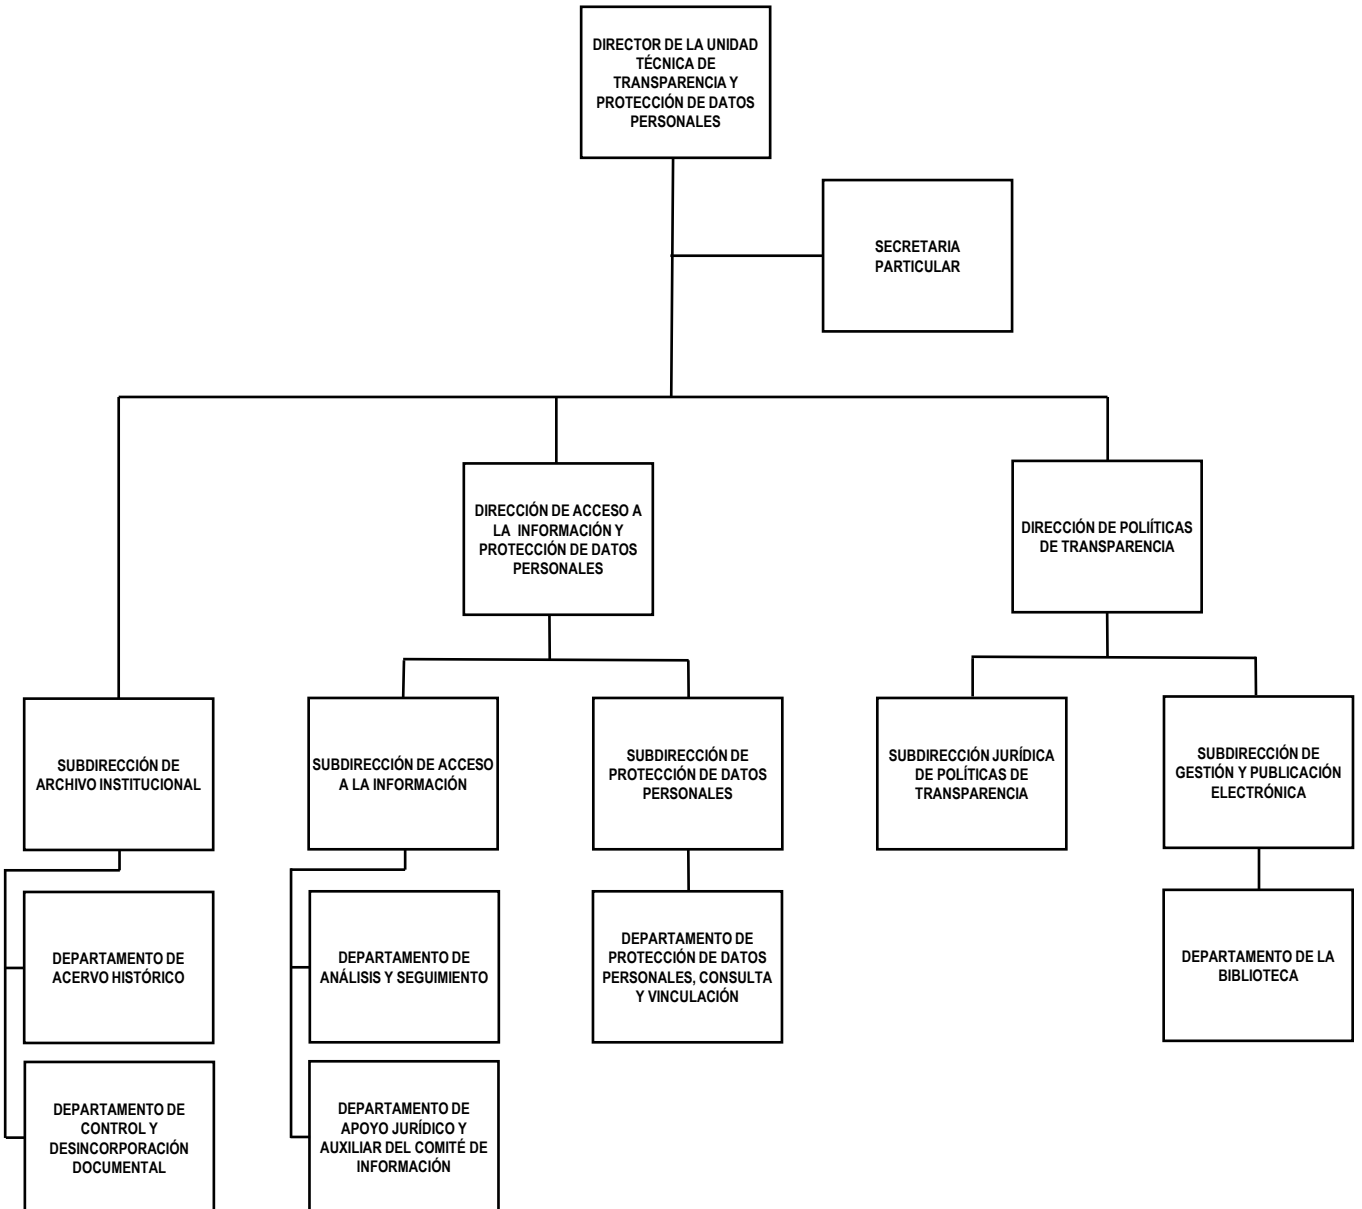 DIRECTOR DE LA UNIDAD
TÉCNICA DE
TRANSPARENCIA Y
PROTECCIÓN DE DATOS
PERSONALES
SECRETARIA
PARTICULAR
DIRECCIÓN DE ACCESO A
LA INFORMACIÓN Y
PROTECCIÓN DE DATOS
PERSONALES
DIRECCIÓN DE POLIÍTICAS
DE TRANSPARENCIA
SUBDIRECCIÓN DE
ARCHIVO INSTITUCIONAL
SUBDIRECCIÓN DE ACCESO
A LA INFORMACIÓN
SUBDIRECCIÓN DE
PROTECCIÓN DE DATOS
PERSONALES
SUBDIRECCIÓN JURÍDICA
DE POLÍTICAS DE
TRANSPARENCIA
SUBDIRECCIÓN DE
GESTIÓN Y PUBLICACIÓN
ELECTRÓNICA
DEPARTAMENTO DE
ACERVO HISTÓRICO
DEPARTAMENTO DE
ANÁLISIS Y SEGUIMIENTO
DEPARTAMENTO DE
PROTECCIÓN DE DATOS
PERSONALES, CONSULTA
Y VINCULACIÓN
DEPARTAMENTO DE LA
BIBLIOTECA
DEPARTAMENTO DE
CONTROL Y
DESINCORPORACIÓN
DOCUMENTAL
DEPARTAMENTO DE
APOYO JURÍDICO Y
AUXILIAR DEL COMITÉ DE
INFORMACIÓN